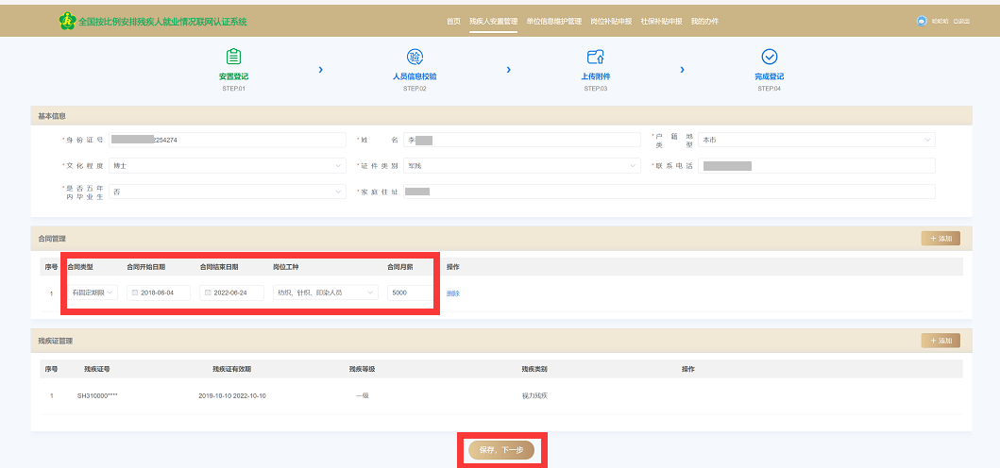 全国按比例安排残疾人就业情况联网认证系统
首页 残疾人安置管理 单位信息维护管理 岗位补贴申报 社保补贴申报 我的办件
哈哈哈 退出
安置登记 人员信息校验 上传附件 完成登记
STEP.01 STEP.02 STEP.03 STEP.04
基本信息
*身份证号 2254274 *姓名 李 *户籍地类型 本市
*文化程度 博士 *证件类别 军残 *联系电话
*是否五年内毕业生 否 *家庭住址
合同管理 + 添加
序号 合同类型 合同开始日期 合同结束日期 岗位工种 合同月薪 操作
1 有固定期限 2018-06-04 2022-06-24 纺织、针织、印染人员 5000 删除
残疾证管理 + 添加
序号 残疾证号 残疾证有效期 残疾等级 残疾类别 操作
1 SH310000**** 2019-10-10 2022-10-10 一级 视力残疾
保存，下一步